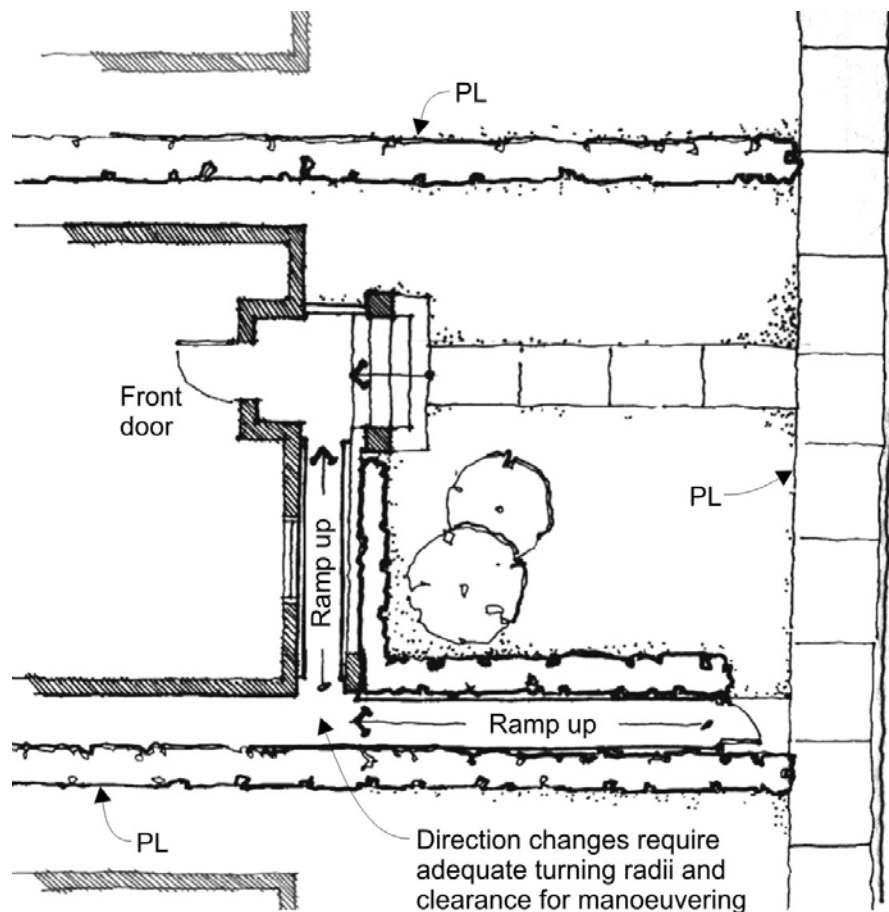 PL
Front
door
PL
Ramp up
Ramp up
PL
Direction changes require
adequate turning radii and
clearance for manoeuvering